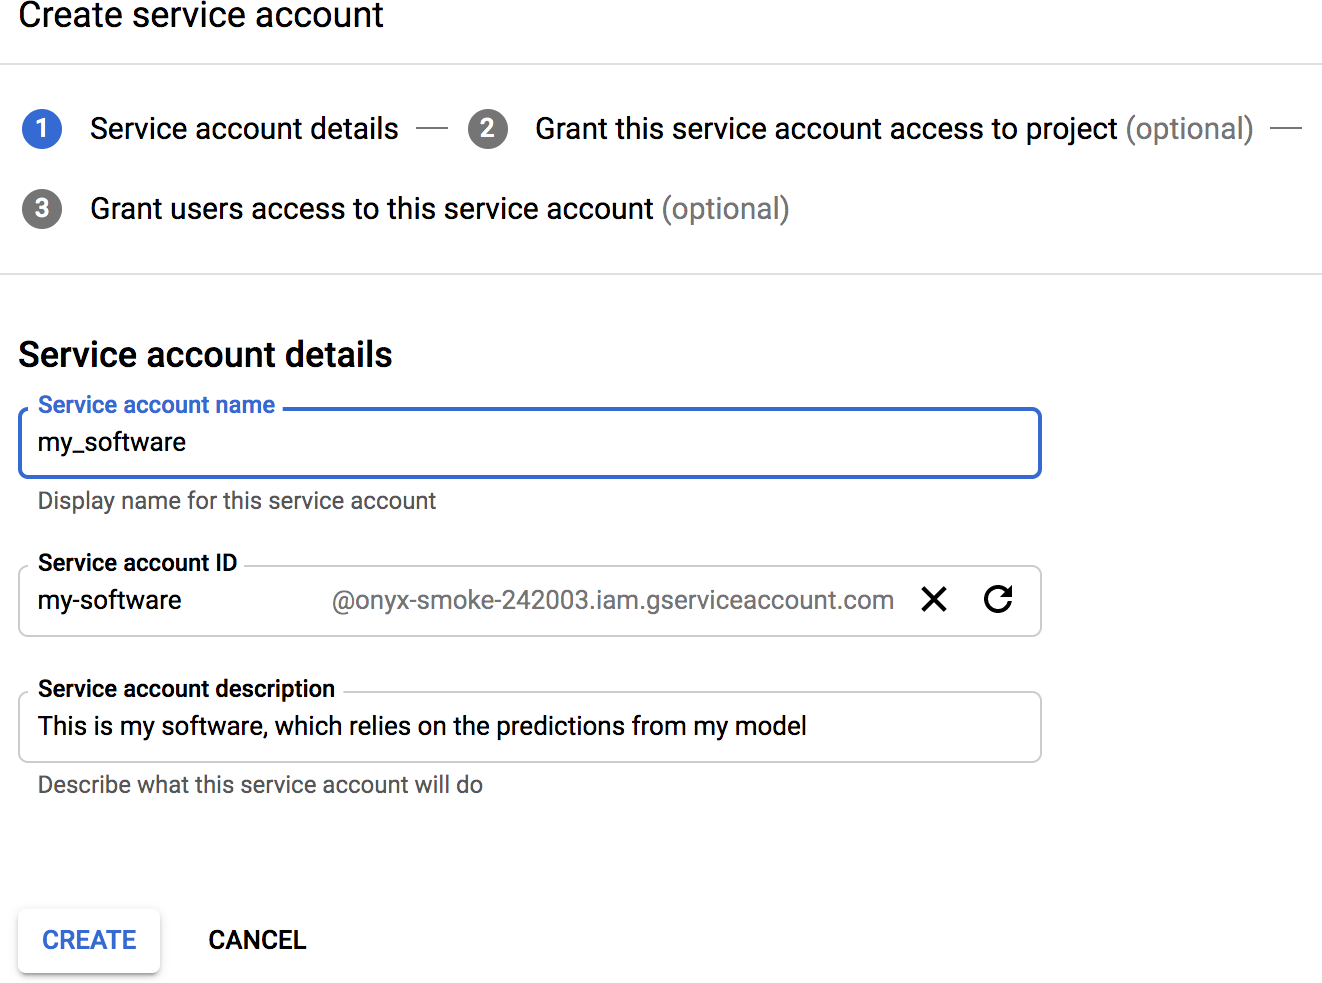 Create service account
1 Service account details — 2 Grant this service account access to project (optional) —
3 Grant users access to this service account (optional)
Service account details
Service account name
my_software
Display name for this service account
Service account ID
my-software @onyx-smoke-242003.iam.gserviceaccount.com
Service account description
This is my software, which relies on the predictions from my model
Describe what this service account will do
CREATE CANCEL